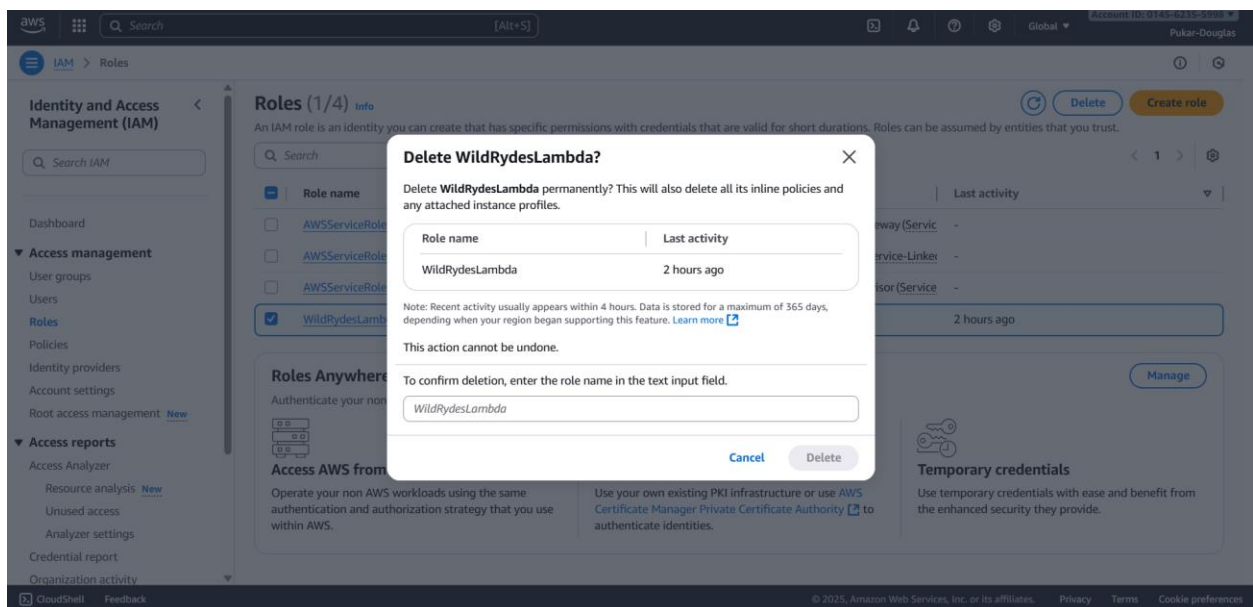 aws
Search
[Alt+S]
Global
Account ID: 0145-6235-5998
Pukar-Douglas
IAM > Roles
Identity and Access
Management (IAM)
Search IAM
Dashboard
Access management
User groups
Users
Roles
Policies
Identity providers
Account settings
Root access management New
Access reports
Access Analyzer
Resource analysis New
Unused access
Analyzer settings
Credential report
Organization activity
Roles (1/4) Info
Delete
Create role
An IAM role is an identity you can create that has specific permissions with credentials that are valid for short durations. Roles can be assumed by entities that you trust.
Search
1
Role name
Last activity
AWSServiceRole
eway (Servic
-
AWSServiceRole
ervice-Linked
-
AWSServiceRole
isor (Service
-
WildRydesLamb
2 hours ago
Roles Anywhere
Manage
Authenticate your non
Access AWS from
Operate your non AWS workloads using the same
authentication and authorization strategy that you use
within AWS.
Use your own existing PKI infrastructure or use AWS
Certificate Manager Private Certificate Authority to
authenticate identities.
Temporary credentials
Use temporary credentials with ease and benefit from
the enhanced security they provide.
Delete WildRydesLambda?
Delete WildRydesLambda permanently? This will also delete all its inline policies and
any attached instance profiles.
Role name
Last activity
WildRydesLambda
2 hours ago
Note: Recent activity usually appears within 4 hours. Data is stored for a maximum of 365 days,
depending when your region began supporting this feature. Learn more
This action cannot be undone.
To confirm deletion, enter the role name in the text input field.
WildRydesLambda
Cancel
Delete
CloudShell
Feedback
© 2025, Amazon Web Services, Inc. or its affiliates.
Privacy
Terms
Cookie preferences